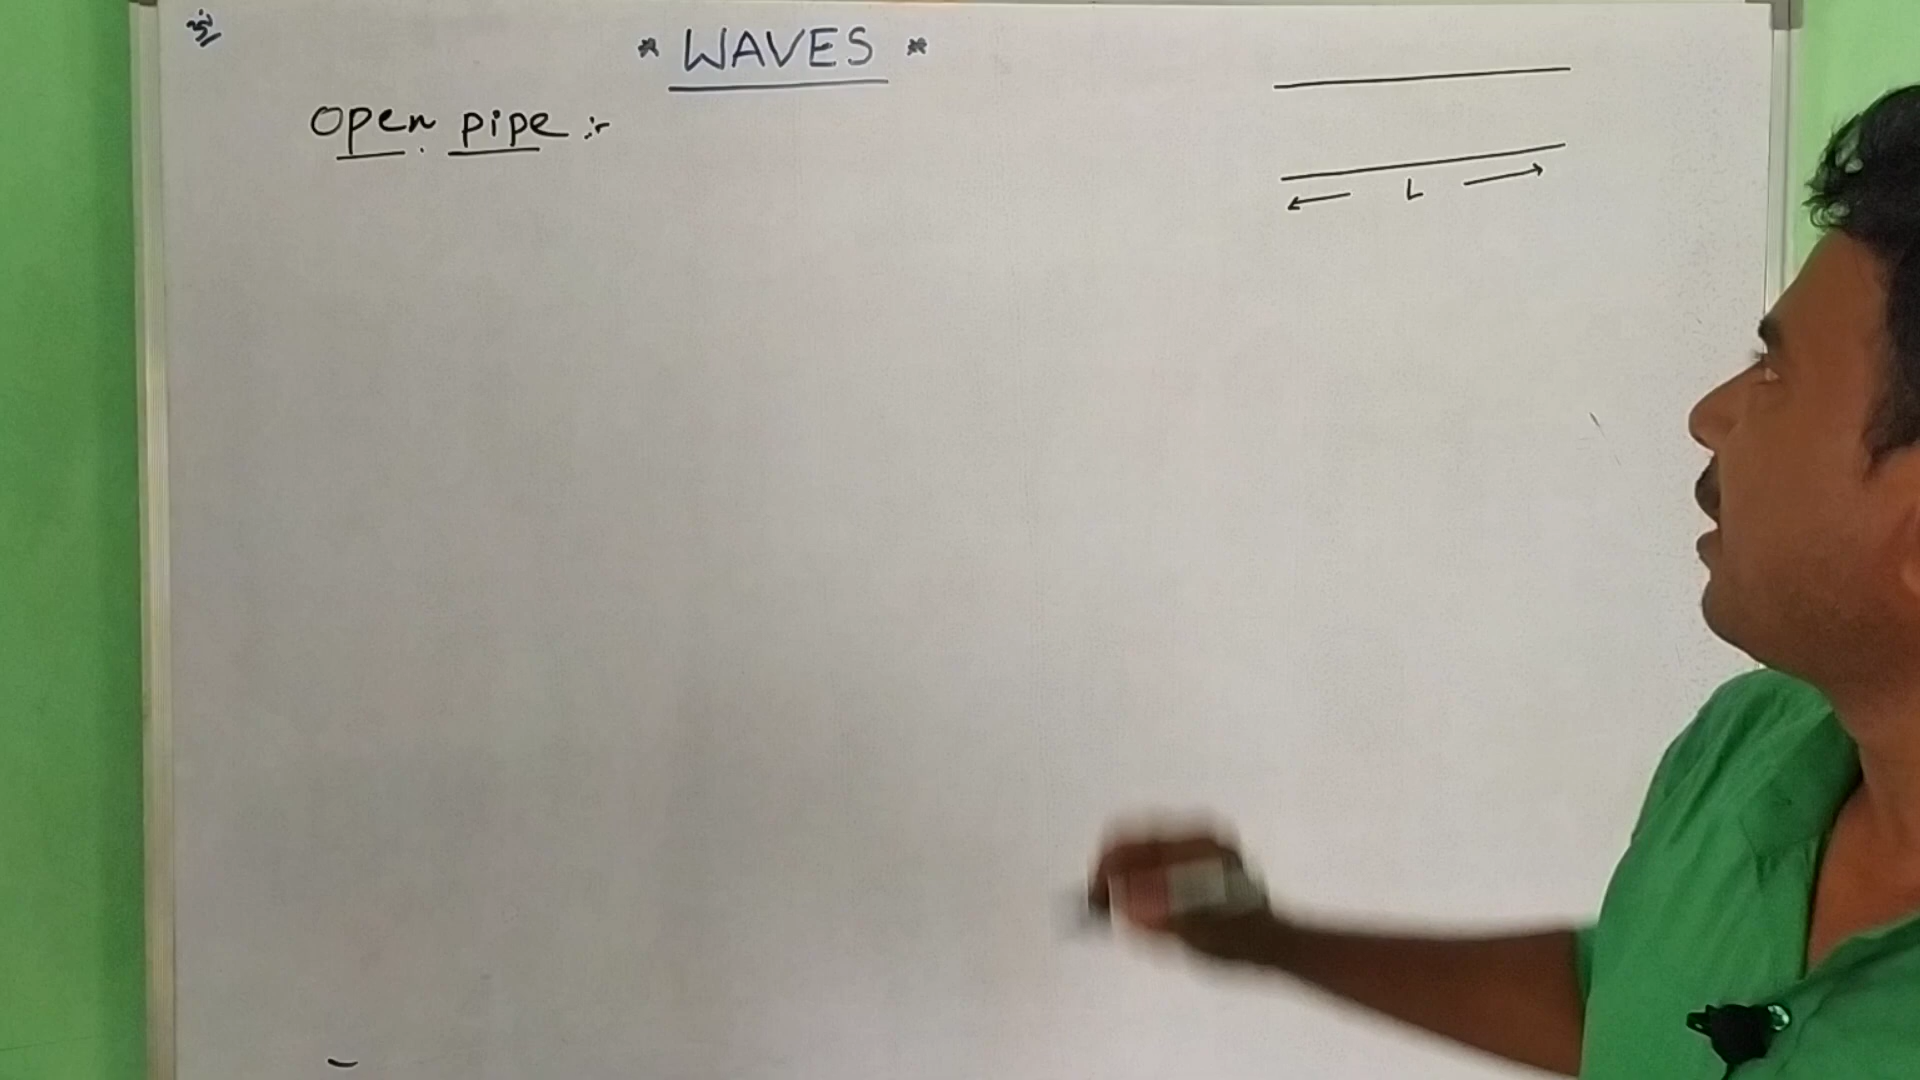 * WAVES *
Open pipe :-
L